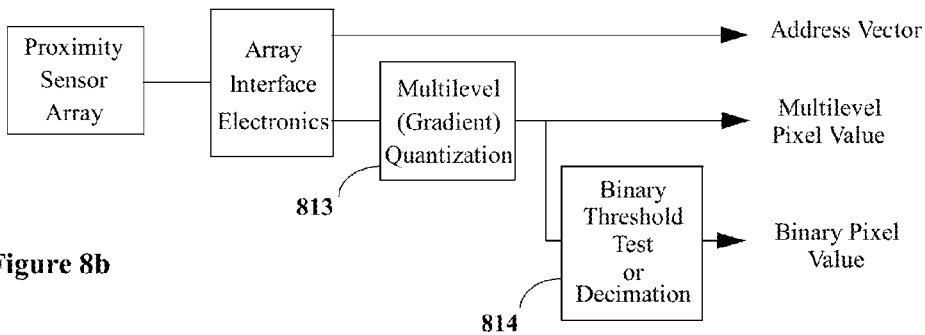 Proximity
Sensor
Array
Array
Interface
Electronics
Multilevel
(Gradient)
Quantization
813
Binary
Threshold
Test
or
Decimation
814
Address Vector
Multilevel
Pixel Value
Binary Pixel
Value
Figure 8b